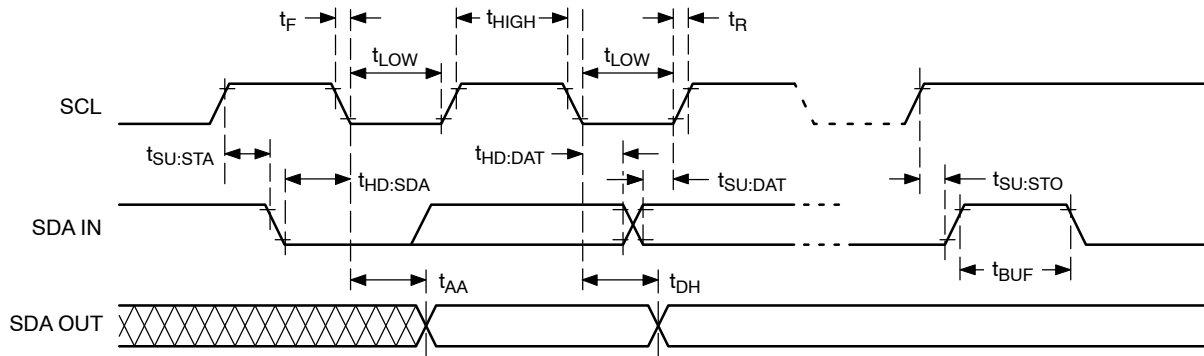 tF
tHIGH
tR
tLOW
tLOW
SCL
tSU:STA
tHD:SDA
tHD:DAT
tSU:DAT
tSU:STO
SDA IN
tBUF
tAA
tDH
SDA OUT